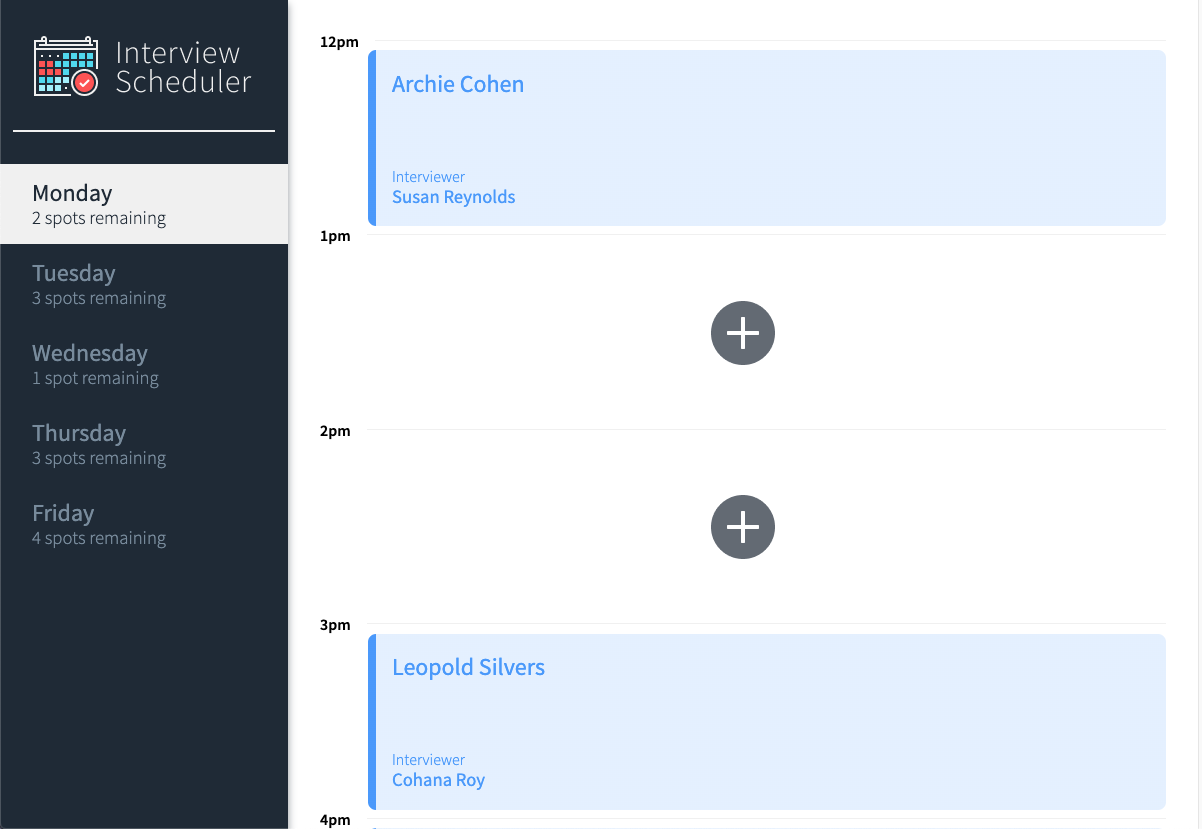 Interview
Scheduler
Monday
2 spots remaining
Tuesday
3 spots remaining
Wednesday
1 spot remaining
Thursday
3 spots remaining
Friday
4 spots remaining
12pm
Archie Cohen
Interviewer
Susan Reynolds
1pm
2pm
3pm
Leopold Silvers
Interviewer
Cohana Roy
4pm